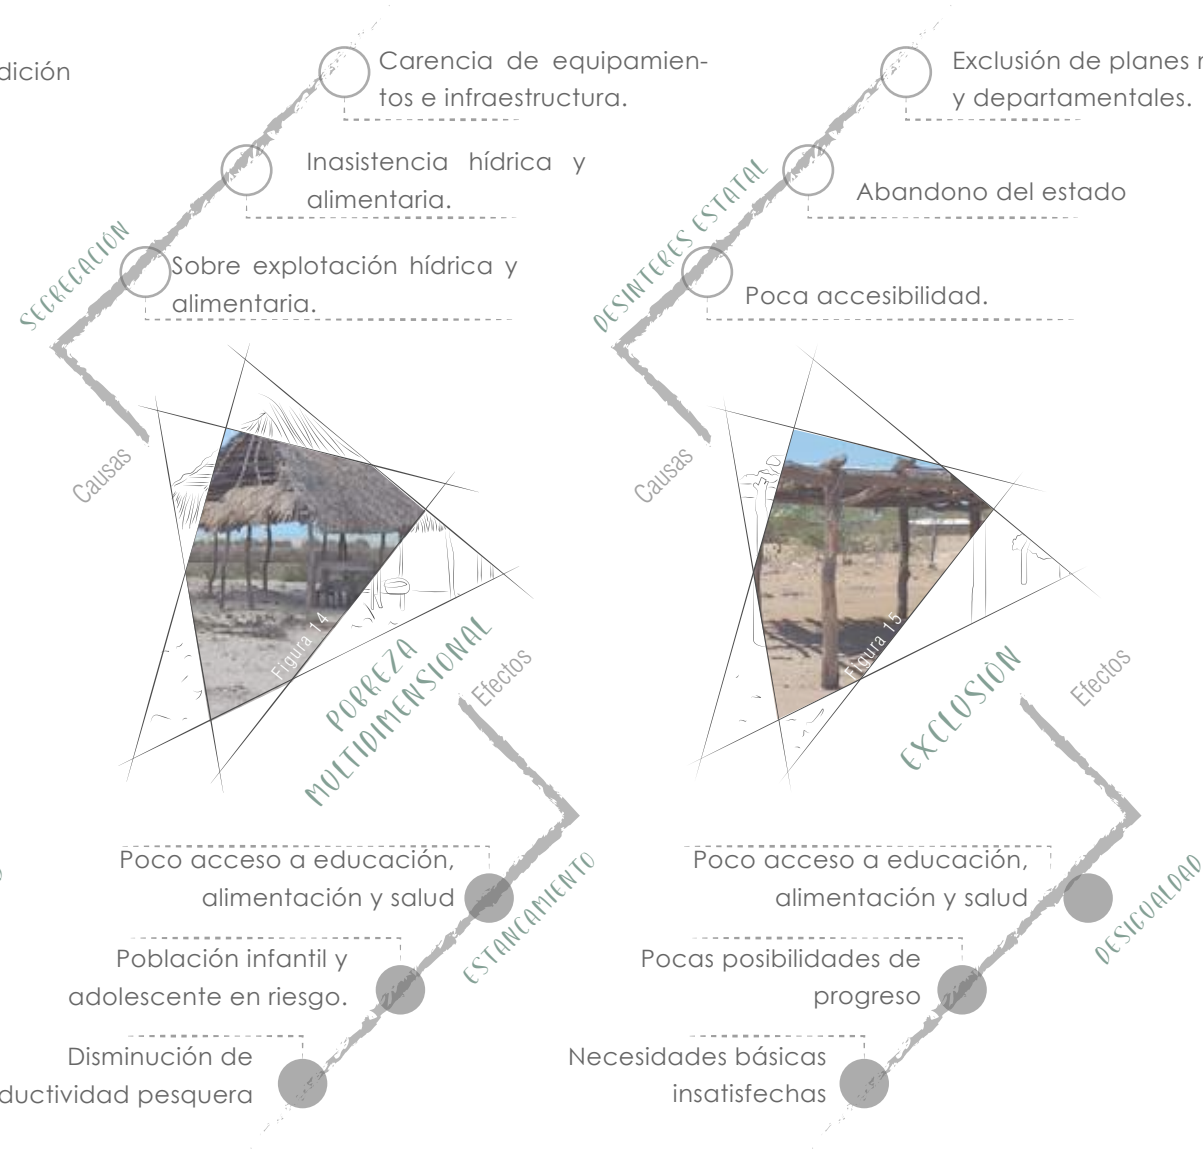 dición
Carencia de equipamien-
tos e infraestructura.
Inasistencia hídrica y
alimentaria.
SEGREGACIÓN
Sobre explotación hídrica y
alimentaria.
Causas
Figura 14
POBREZA
MULTIDIMENSIONAL
Efectos
Poco acceso a educación,
alimentación y salud
ESTANCAMIENTO
Población infantil y
adolescente en riesgo.
Disminución de
ductividad pesquera
Exclusión de planes
y departamentales.
DESINTERES ESTATAL
Abandono del estado
Poca accesibilidad.
Causas
Figura 15
EXCLUSIÓN
Efectos
Poco acceso a educación,
alimentación y salud
DESIGUALDAD
Pocas posibilidades de
progreso
Necesidades básicas
insatisfechas